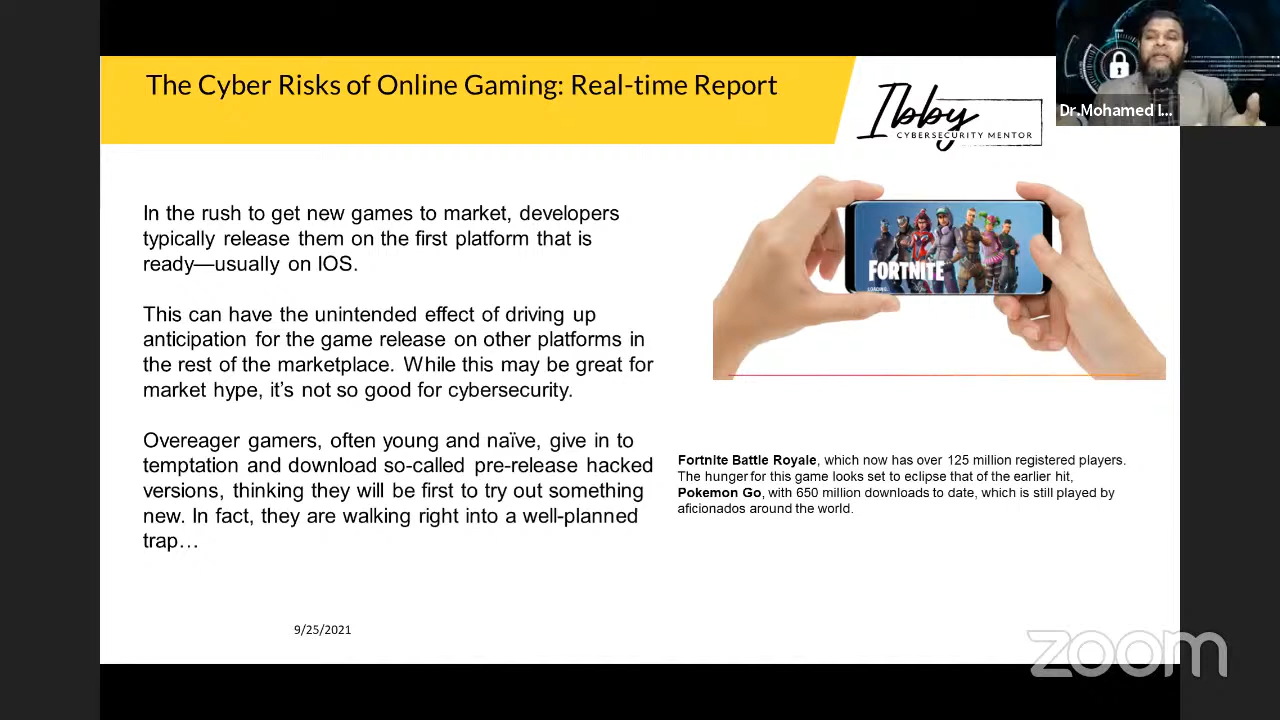 The Cyber Risks of Online Gaming: Real-time Report
Ibby
CYBERSECURITY MENTOR
Dr.Mohamed I...
In the rush to get new games to market, developers
typically release them on the first platform that is
ready—usually on IOS.
This can have the unintended effect of driving up
anticipation for the game release on other platforms in
the rest of the marketplace. While this may be great for
market hype, it’s not so good for cybersecurity.
Overeager gamers, often young and naïve, give in to
temptation and download so-called pre-release hacked
versions, thinking they will be first to try out something
new. In fact, they are walking right into a well-planned
trap…
FORTNITE
LOADING
Fortnite Battle Royale, which now has over 125 million registered players.
The hunger for this game looks set to eclipse that of the earlier hit,
Pokemon Go, with 650 million downloads to date, which is still played by
aficionados around the world.
9/25/2021
zoom